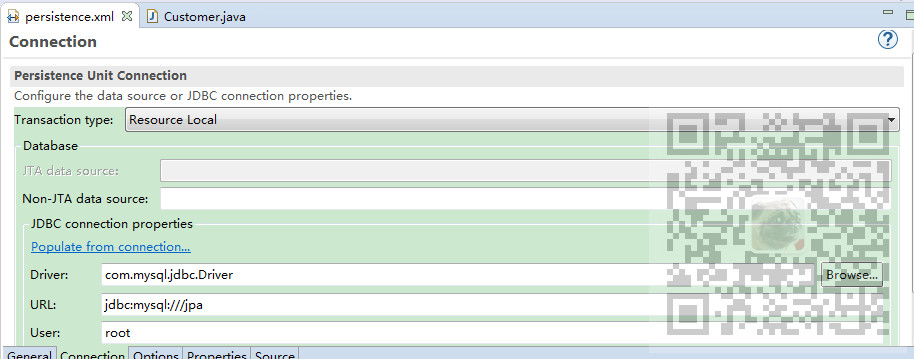 persistence.xml Customer.java
Connection
Persistence Unit Connection
Configure the data source or JDBC connection properties.
Transaction type: Resource Local
Database
JTA data source:
Non-JTA data source:
JDBC connection properties
Populate from connection...
Driver: com.mysql.jdbc.Driver Browse...
URL: jdbc:mysql:///jpa
User: root
General Connection Options Properties Source